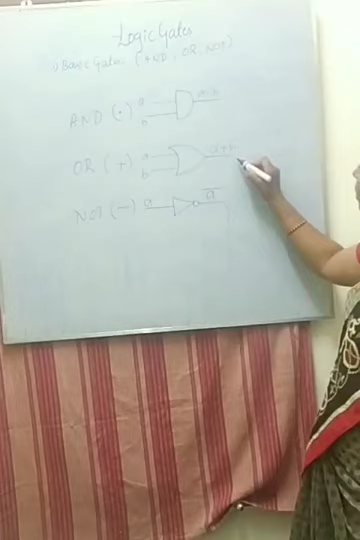 Logic Gates
1) Basic Gates (AND, OR, NOT)
AND (·) a b a·b
OR (+) a b a+b
NOT (—) a a̅